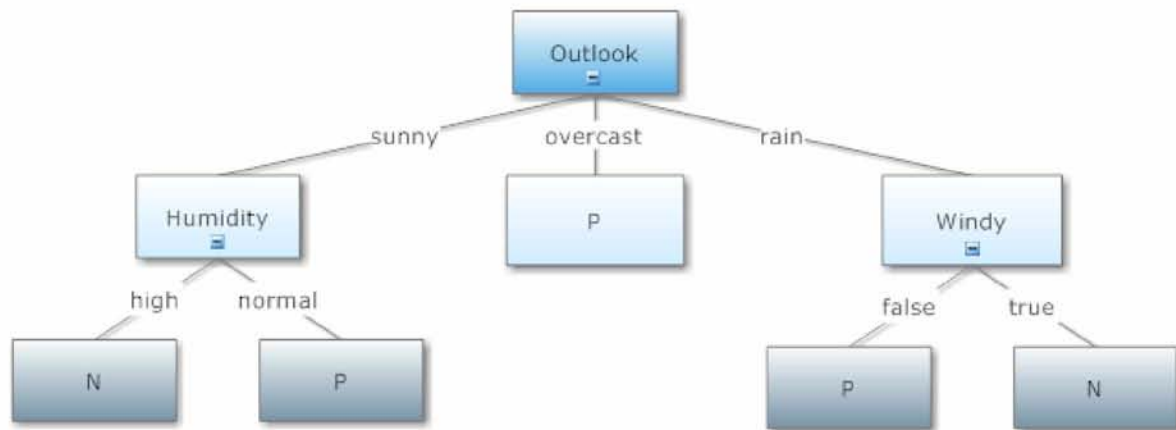 Outlook
sunny
overcast
rain
Humidity
P
Windy
high
normal
false
true
N
P
P
N